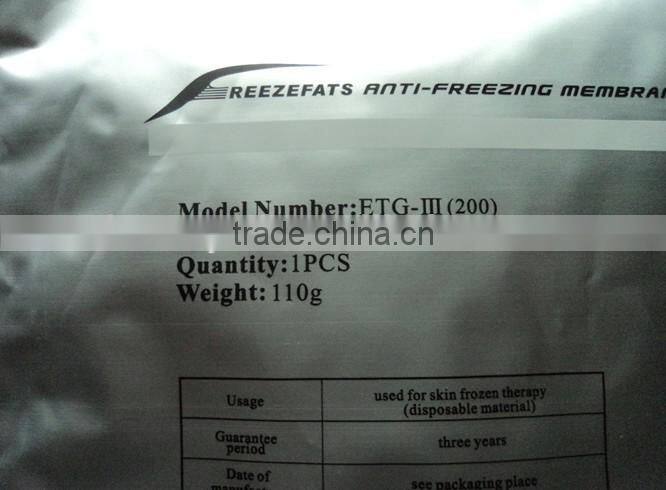 FREEZEFATS ANTI-FREEZING
Model Number:ETG-III(200)
trade.china.cn
Quantity:1PCS
Weight: 110g
Usage
used for skin frozen therapy
(disposable material)
Guarantee
period
three years
Date of
see packaging place